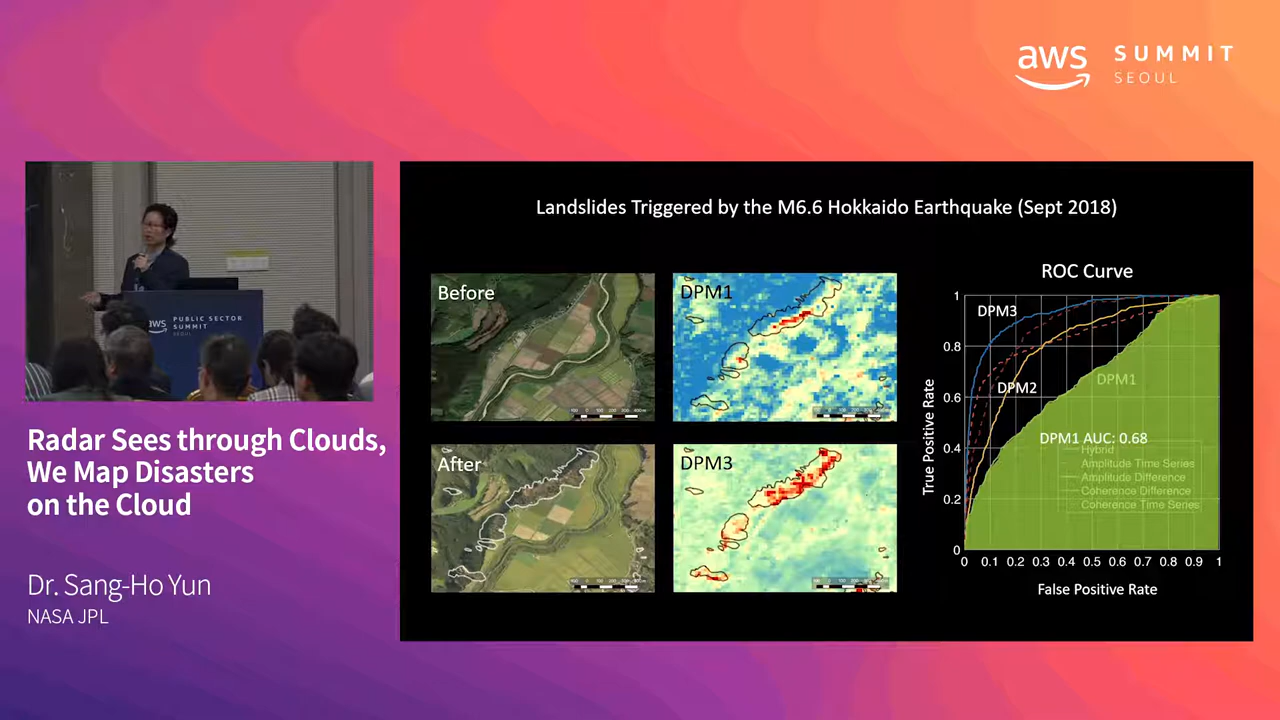 aws SUMMIT
SEOUL
aws PUBLIC SECTOR
SUMMIT
SEOUL
Radar Sees through Clouds,
We Map Disasters
on the Cloud
Dr. Sang-Ho Yun
NASA JPL
Landslides Triggered by the M6.6 Hokkaido Earthquake (Sept 2018)
Before
DPM1
After
DPM3
ROC Curve
DPM3
DPM2
DPM1
DPM1 AUC: 0.68
Hybrid
Amplitude Time Series
Amplitude Difference
Coherence Difference
Coherence Time Series
True Positive Rate
1
0.8
0.6
0.4
0.2
0
0 0.1 0.2 0.3 0.4 0.5 0.6 0.7 0.8 0.9 1
False Positive Rate